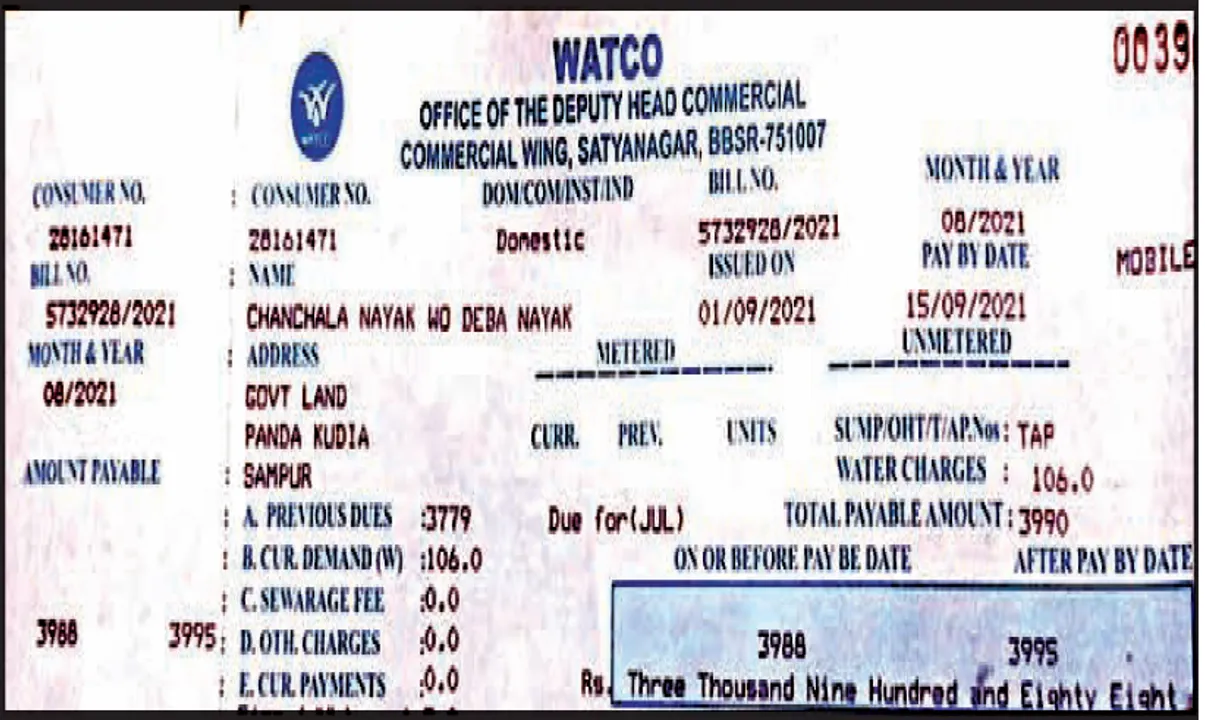 WATCO
0039
OFFICE OF THE DEPUTY HEAD COMMERCIAL
COMMERCIAL WING, SATYANAGAR, BBSR-751007
CONSUMER NO. : CONSUMER NO. DOM/COM/INST/IND BILL NO. MONTH & YEAR
28161471 28161471 Domestic 5732928/2021 08/2021
BILL NO. : NAME ISSUED ON PAY BY DATE MOBILE
5732928/2021 CHANCHALA NAYAK WO DEBA NAYAK 01/09/2021 15/09/2021
MONTH & YEAR : ADDRESS METERED UNMETERED
08/2021 GOVT LAND
PANDA KUDIA CURR. PREV. UNITS SUMP/OHT/T/AP.Nos : TAP
AMOUNT PAYABLE : SAMPUR WATER CHARGES : 106.0
: A. PREVIOUS DUES :3779 Due for(JUL) TOTAL PAYABLE AMOUNT : 3990
: B. CUR. DEMAND (W) :106.0 ON OR BEFORE PAY BE DATE AFTER PAY BY DATE
: C. SEWARAGE FEE :0.0
3988 3995 : D. OTH. CHARGES :0.0 3988 3995
: E. CUR. PAYMENTS :0.0 Rs. Three Thousand Nine Hundred and Eighty Eight